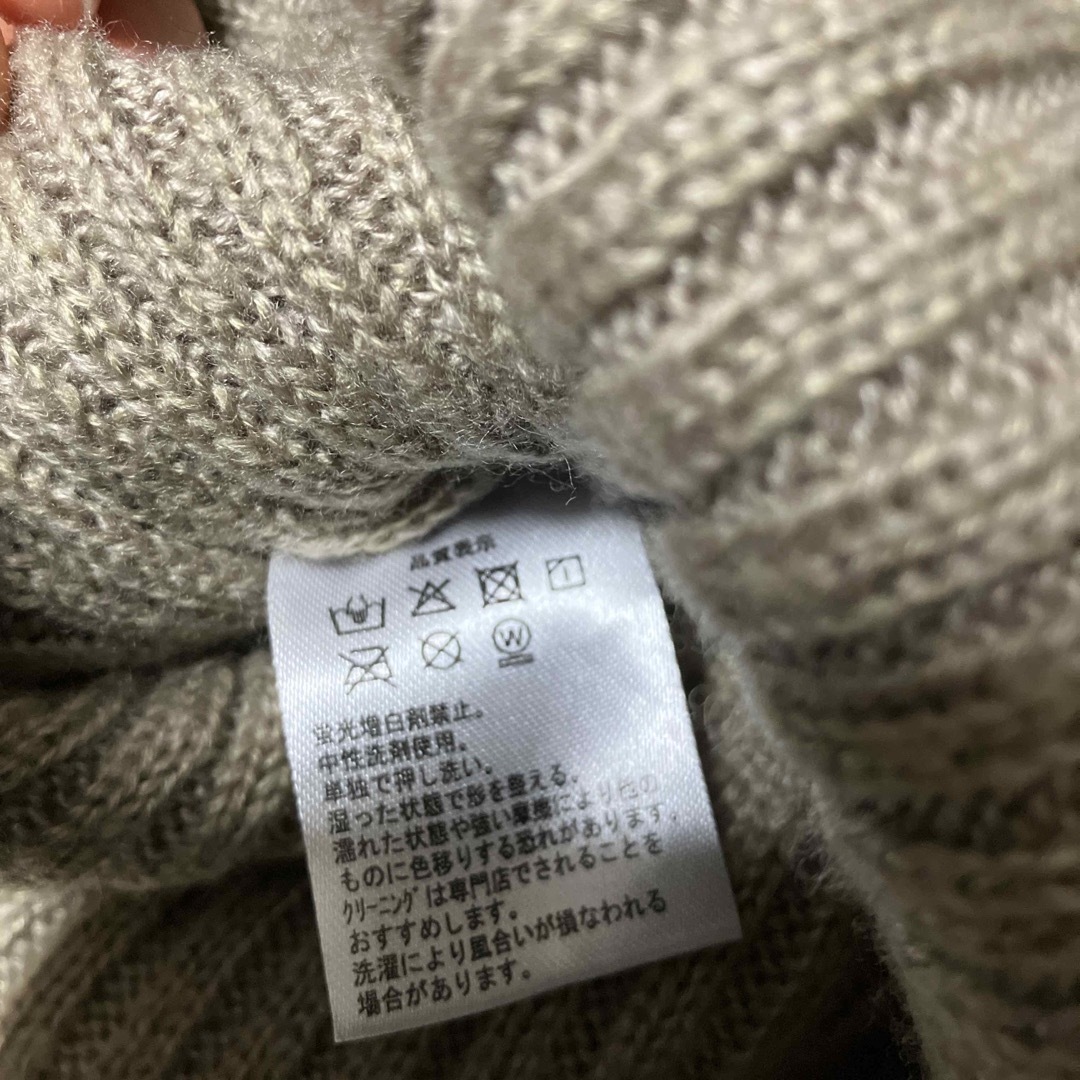 品質表示
W
蛍光増白剤禁止。
中性洗剤使用。
単独で押し洗い。
湿った状態で形を整える。
濡れた状態や強い摩擦により他の
ものに色移りする恐れがあります。
ｸﾘｰﾆﾝｸﾞは専門店でされることを
おすすめします。
洗濯により風合いが損なわれる
場合があります。